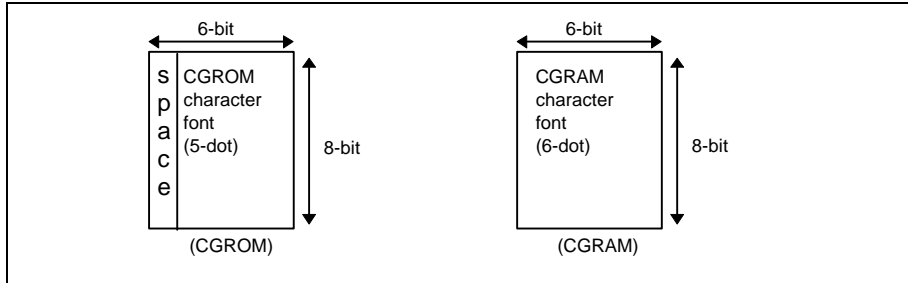 6-bit
space
CGROM
character
font
(5-dot)
8-bit
(CGROM)
6-bit
CGRAM
character
font
(6-dot)
8-bit
(CGRAM)